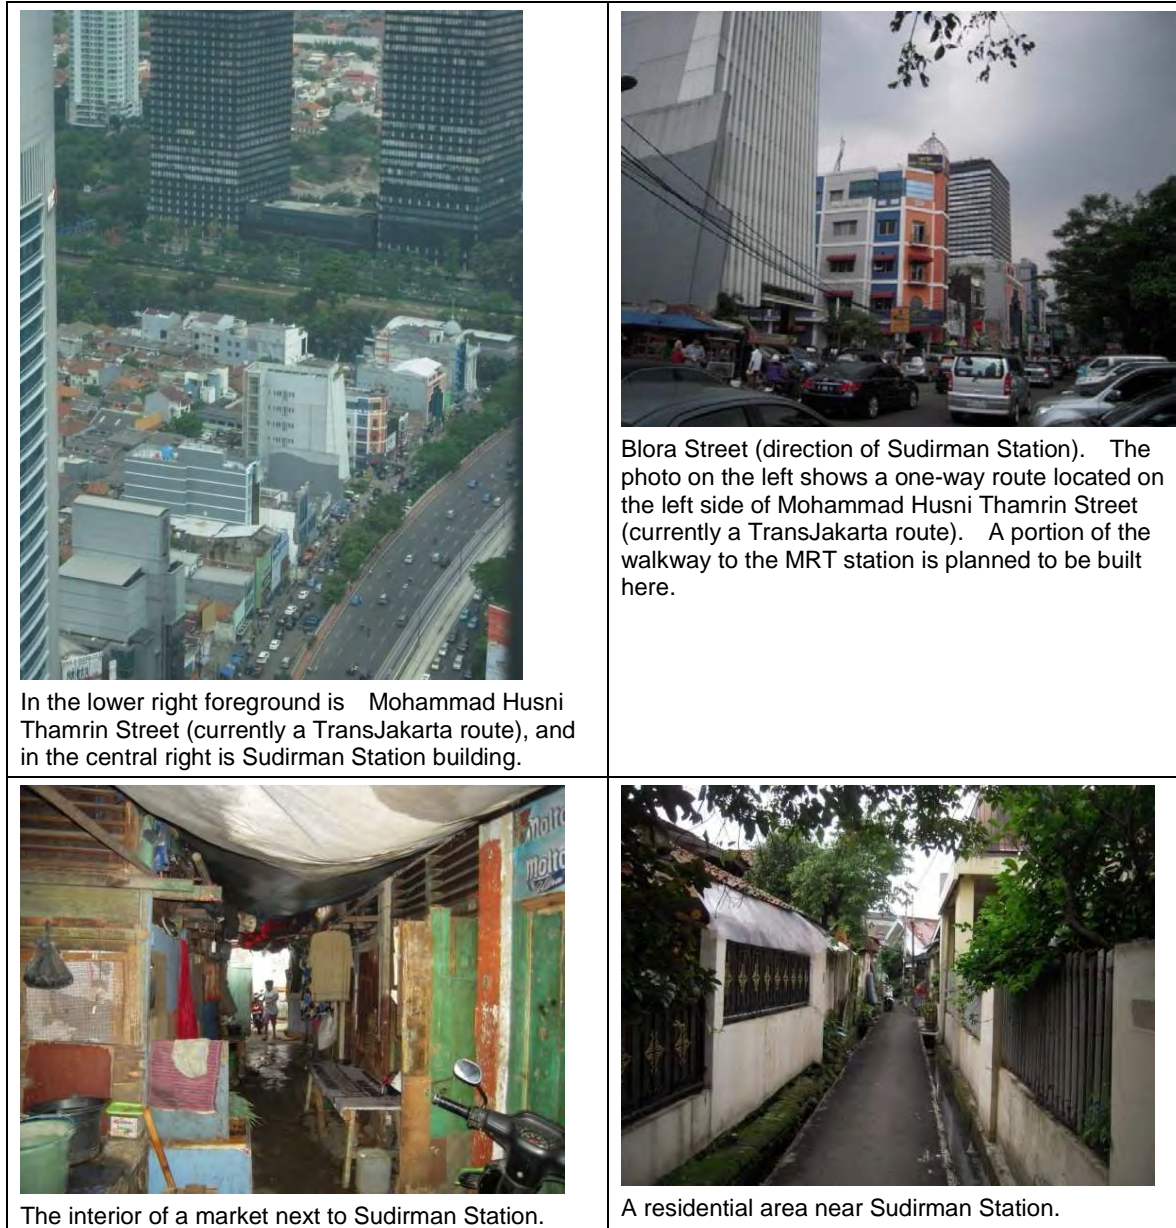 In the lower right foreground is Mohammad Husni
Thamrin Street (currently a TransJakarta route), and
in the central right is Sudirman Station building.
Blora Street (direction of Sudirman Station). The
photo on the left shows a one-way route located on
the left side of Mohammad Husni Thamrin Street
(currently a TransJakarta route). A portion of the
walkway to the MRT station is planned to be built
here.
molto
molto
The interior of a market next to Sudirman Station.
A residential area near Sudirman Station.